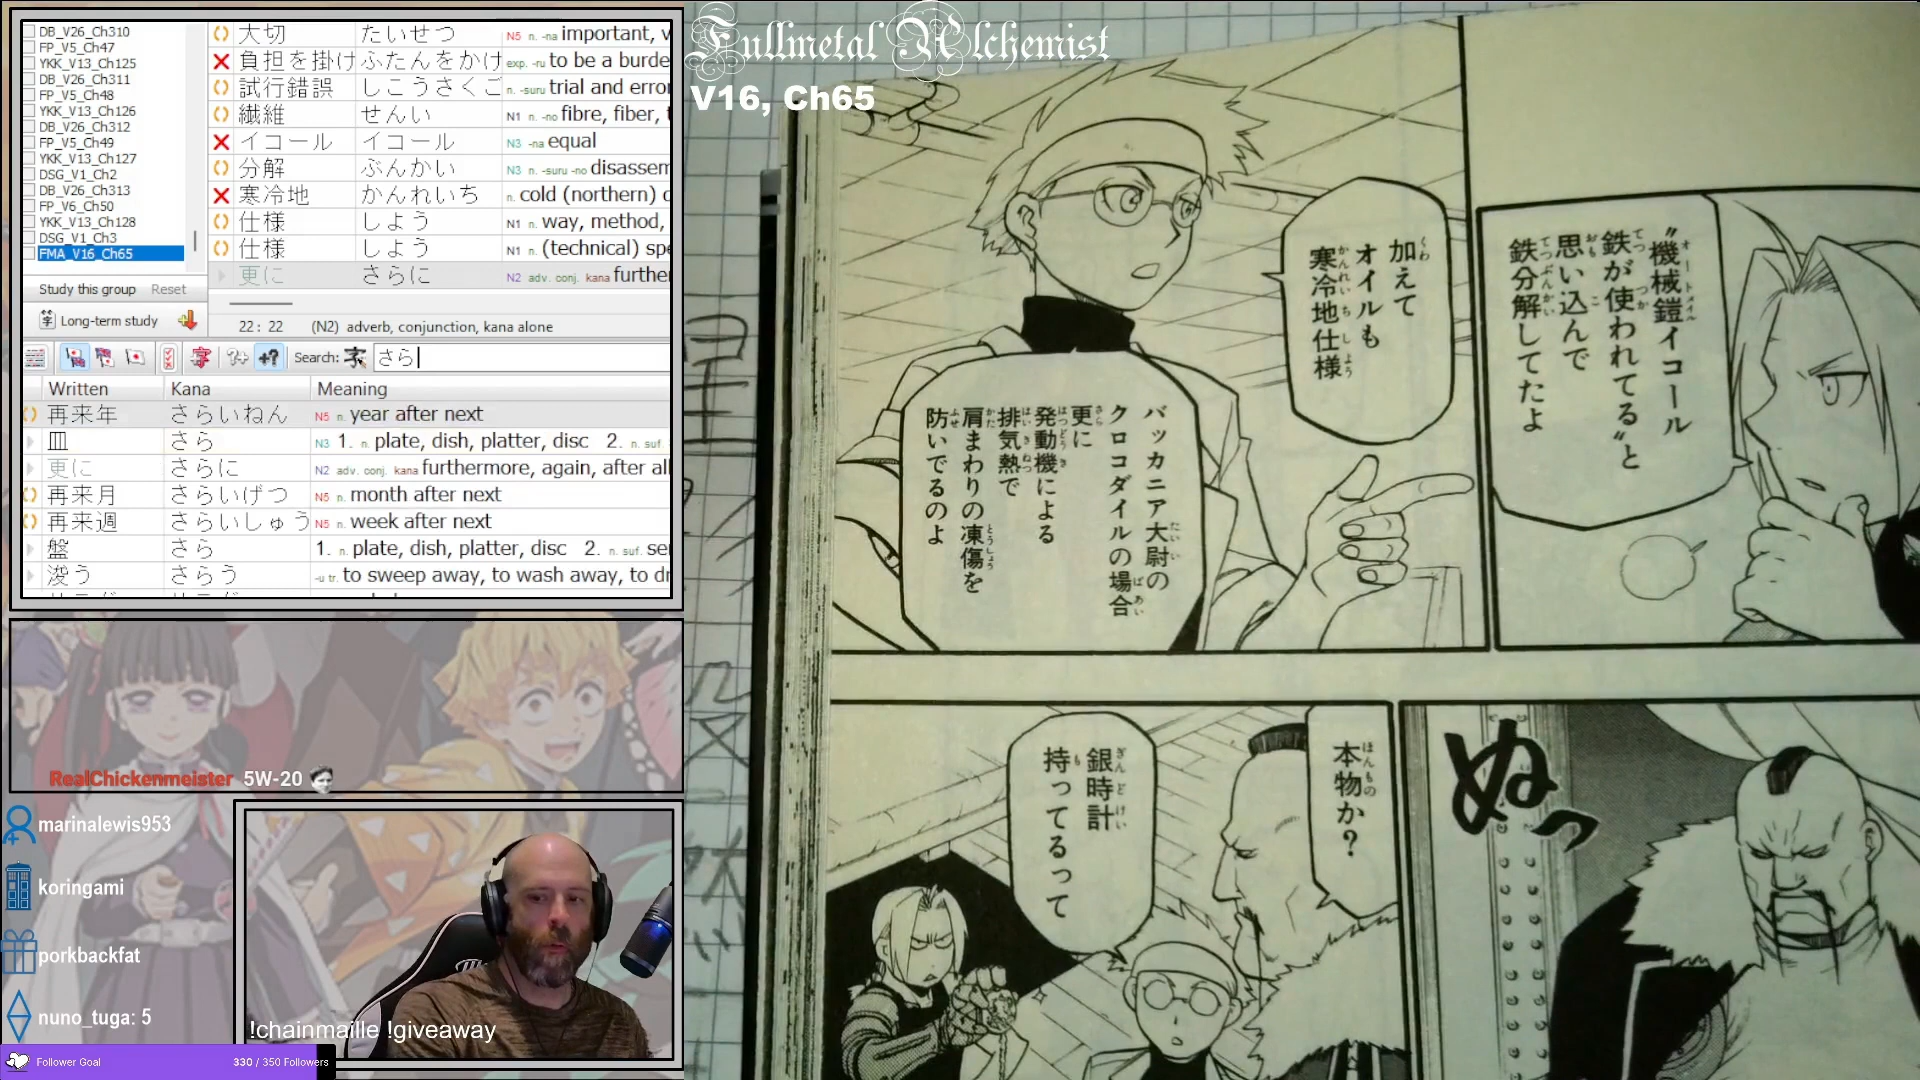 DB_V26_Ch310
FP_V5_Ch47
YKK_V13_Ch125
DB_V26_Ch311
FP_V5_Ch48
YKK_V13_Ch126
DB_V26_Ch312
FP_V5_Ch49
YKK_V13_Ch127
DSG_V1_Ch2
DB_V26_Ch313
FP_V6_Ch50
YKK_V13_Ch128
DSG_V1_Ch3
FMA_V16_Ch65
Study this group Reset
Long-term study
大切 たいせつ N5 n. -na important, v
負担を掛け ふたんをかけ exp. -ru to be a burde
試行錯誤 しこうさくご n. -suru trial and erro
繊維 せんい N1 n. -no fibre, fiber,
イコール イコール N3 -na equal
分解 ぶんかい N3 n. -suru -no disassem
寒冷地 かんれいち n. cold (northern)
仕様 しよう N1 n. way, method,
仕様 しよう N1 n. (technical) spe
更に さらに N2 adv. conj. kana further
22: 22 (N2) adverb, conjunction, kana alone
Search: さら
Written Kana Meaning
再来年 さらいねん N5 n. year after next
皿 さら N3 1. n. plate, dish, platter, disc 2. n. suf.
更に さらに N2 adv. conj. kana furthermore, again, after all
再来月 さらいげつ N5 n. month after next
再来週 さらいしゅう N5 n. week after next
盤 さら 1. n. plate, dish, platter, disc 2. n. suf. se
浚う さらう -u tr. to sweep away, to wash away, to dr
RealChickenmeister 5W-20
marinalewis953
koringami
porkbackfat
nuno_tuga: 5
!chainmaille !giveaway
Follower Goal 330 / 350 Followers
Fullmetal Alchemist
V16, Ch65
〝機械鎧イコール
鉄が使われてる〟と
思い込んで
鉄分解してたよ
加えて
オイルも
寒冷地仕様
バッカニア大尉の
クロコダイルの場合
更に
発動機による
排気熱で
肩まわりの凍傷を
防いでるのよ
ぬっ
本物か?
銀時計
持ってるって